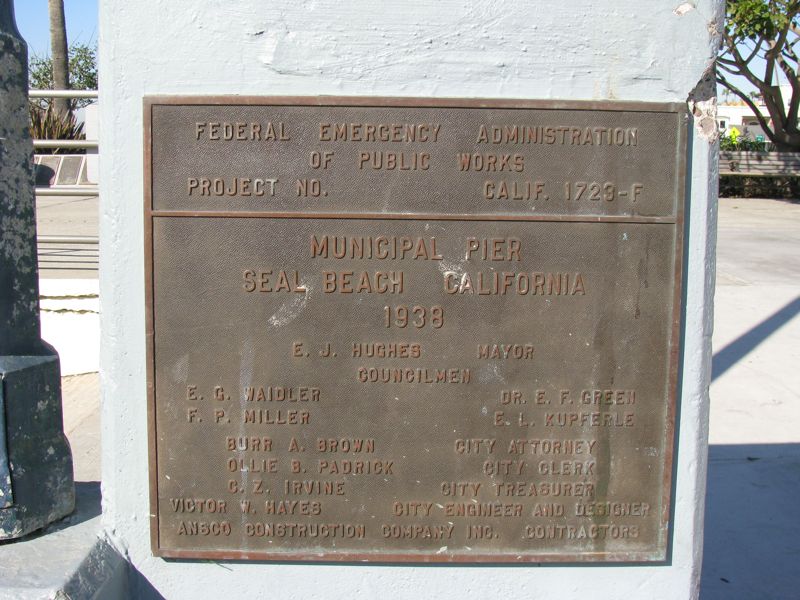 FEDERAL EMERGENCY ADMINISTRATION
OF PUBLIC WORKS
PROJECT NO. CALIF. 1723-F
MUNICIPAL PIER
SEAL BEACH CALIFORNIA
1938
E. J. HUGHES MAYOR
COUNCILMEN
E. G. WAIDLER DR. E. F. GREEN
F. P. MILLER E. L. KUPFERLE
BURR A. BROWN CITY ATTORNEY
OLLIE B. PADRICK CITY CLERK
C. Z. IRVINE CITY TREASURER
VICTOR W. HAYES CITY ENGINEER AND DESIGNER
ANSCO CONSTRUCTION COMPANY INC. CONTRACTORS